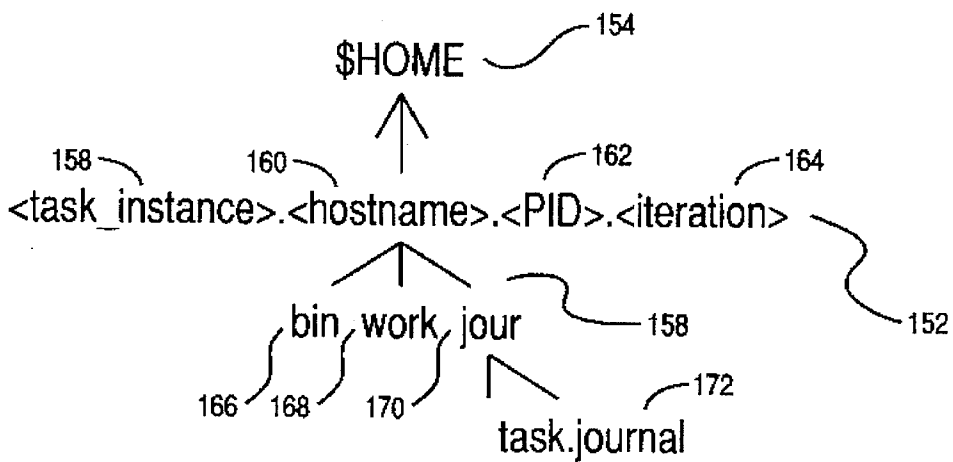 154
$HOME
158 160 162 164
<task_instance>.<hostname>.<PID>.<iteration>
bin work jour 158 152
166 168 170 172
task.journal